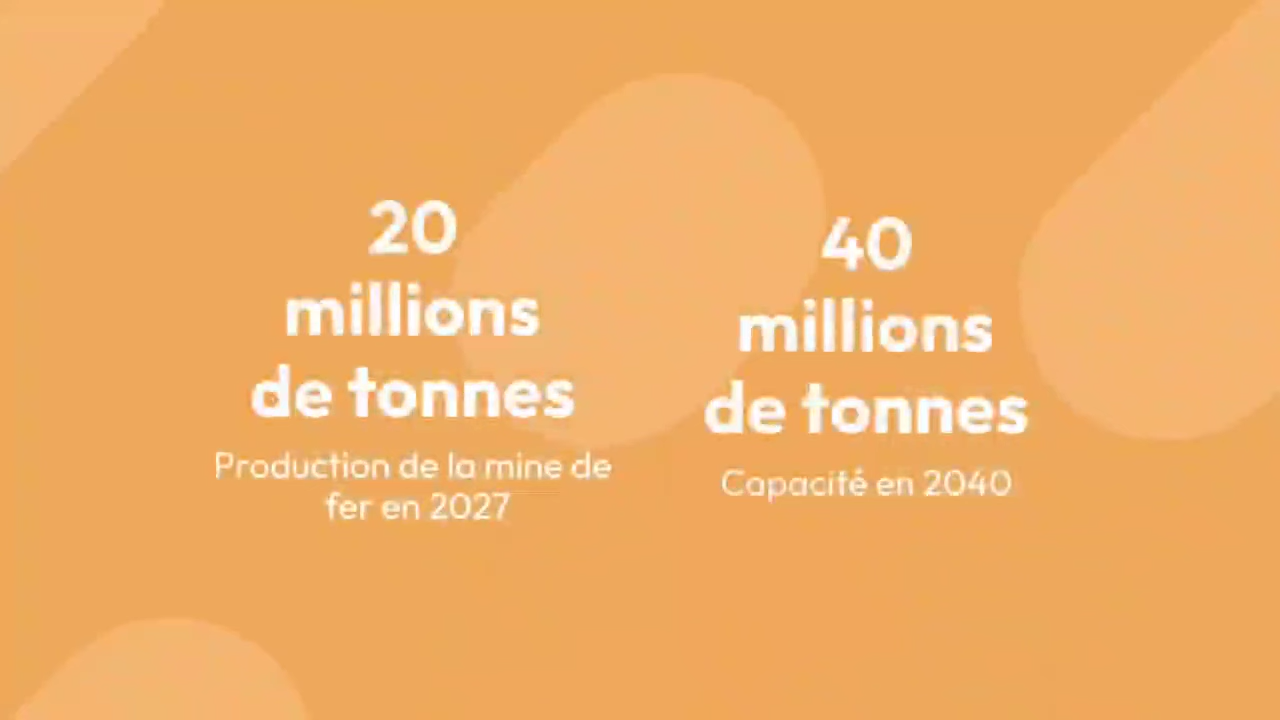 20
millions
de tonnes
Production de la mine de
fer en 2027
40
millions
de tonnes
Capacité en 2040